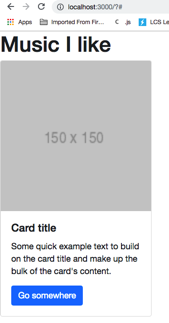 localhost:3000/?#
Apps Imported From Fir... C .js LCS Le
Music I like
150 x 150
Card title
Some quick example text to build
on the card title and make up the
bulk of the card's content.
Go somewhere